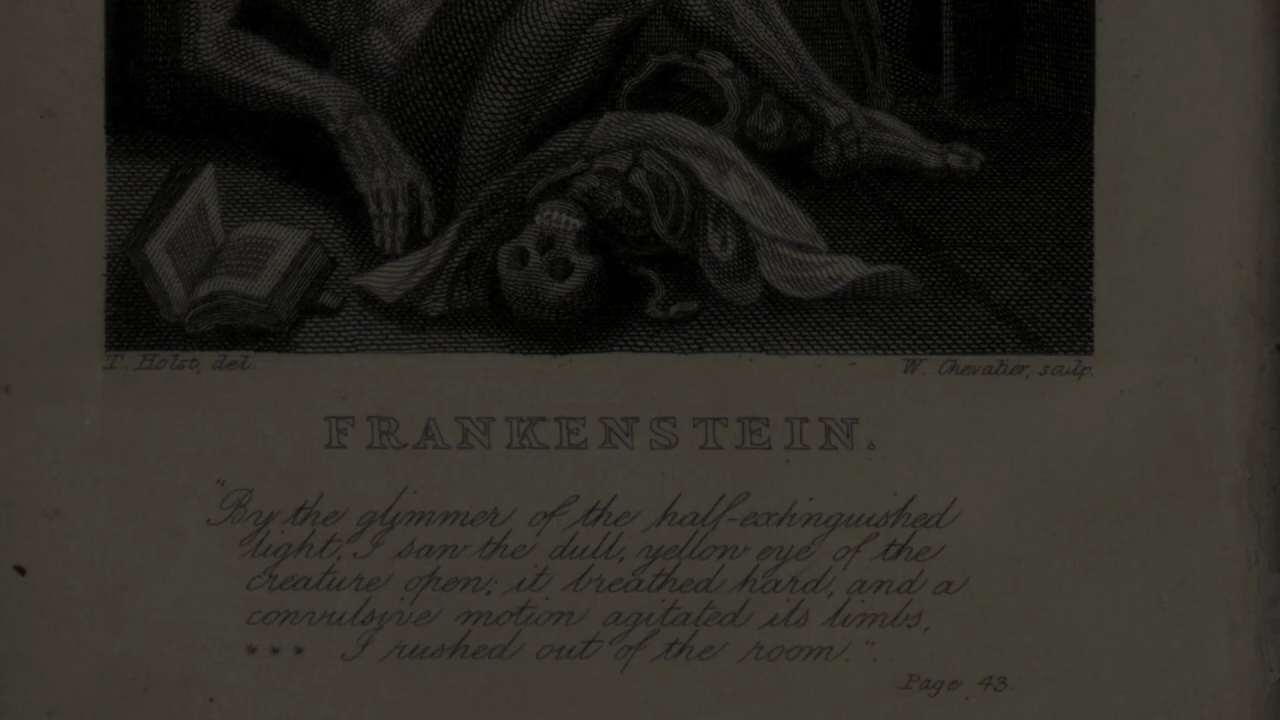 T. Holst, del.
W. Chevalier, sculp.
FRANKENSTEIN.
"By the glimmer of the half-extinguished
light, I saw the dull, yellow eye of the
creature open; it breathed hard, and a
convulsive motion agitated its limbs,
*** I rushed out of the room."
Page 43.